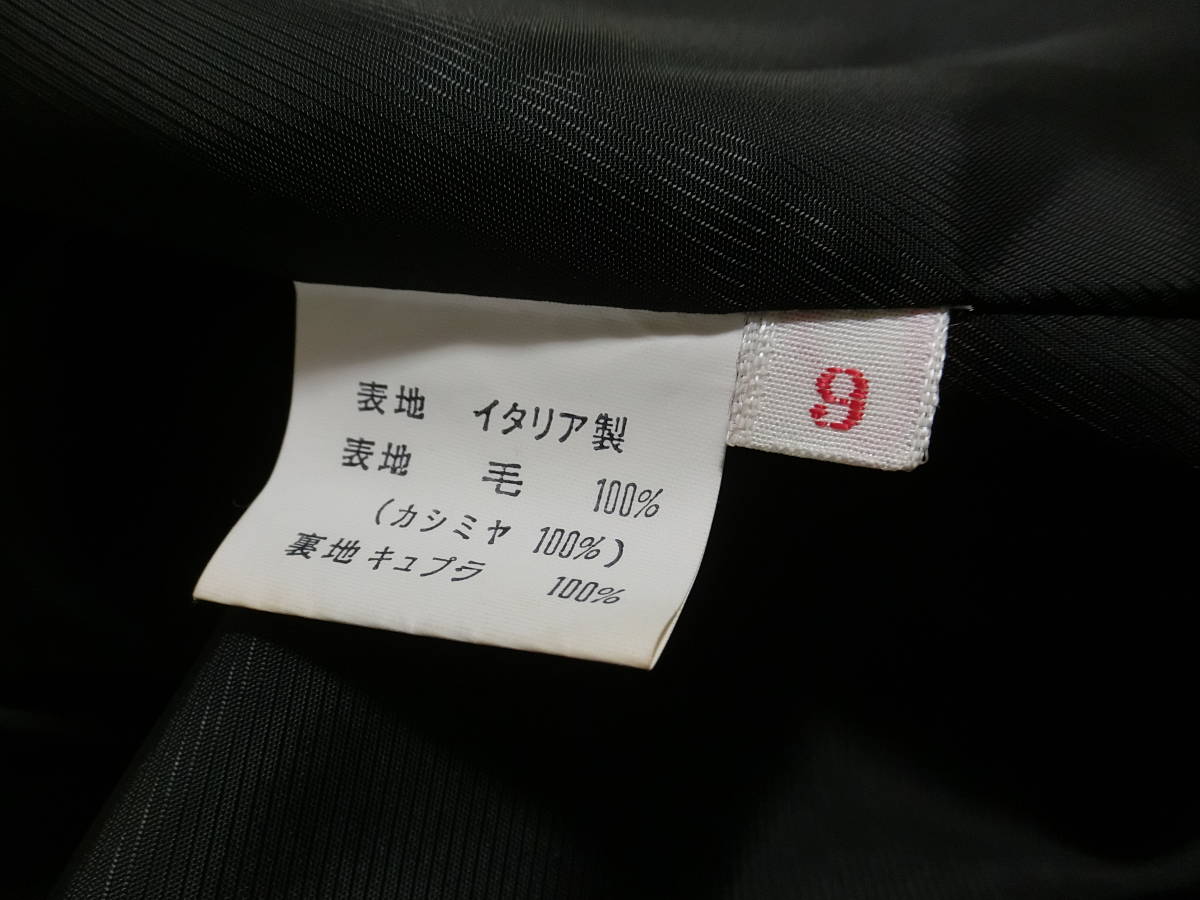 表地 イタリア製
表地 毛 100%
(カシミヤ 100%)
裏地 キュプラ 100%
9